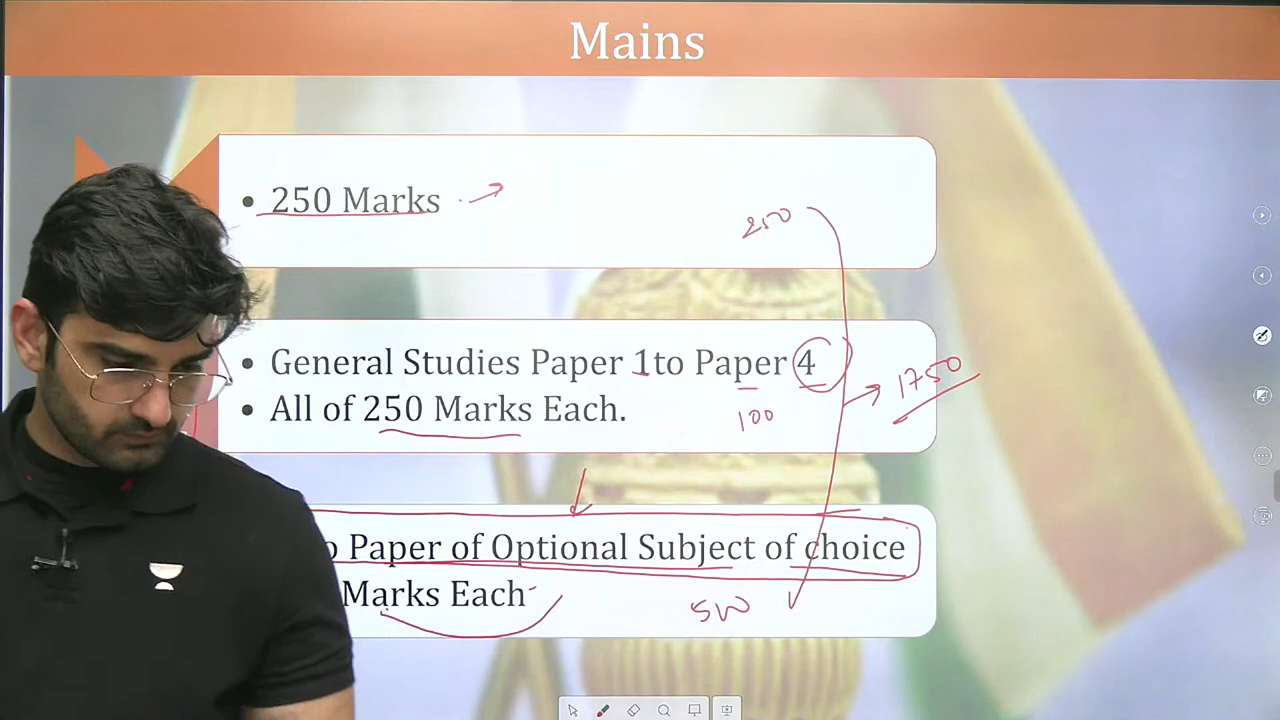 Mains
• 250 Marks
250
• General Studies Paper 1to Paper 4
1750
• All of 250 Marks Each.
100
Paper of Optional Subject of choice
Marks Each
500